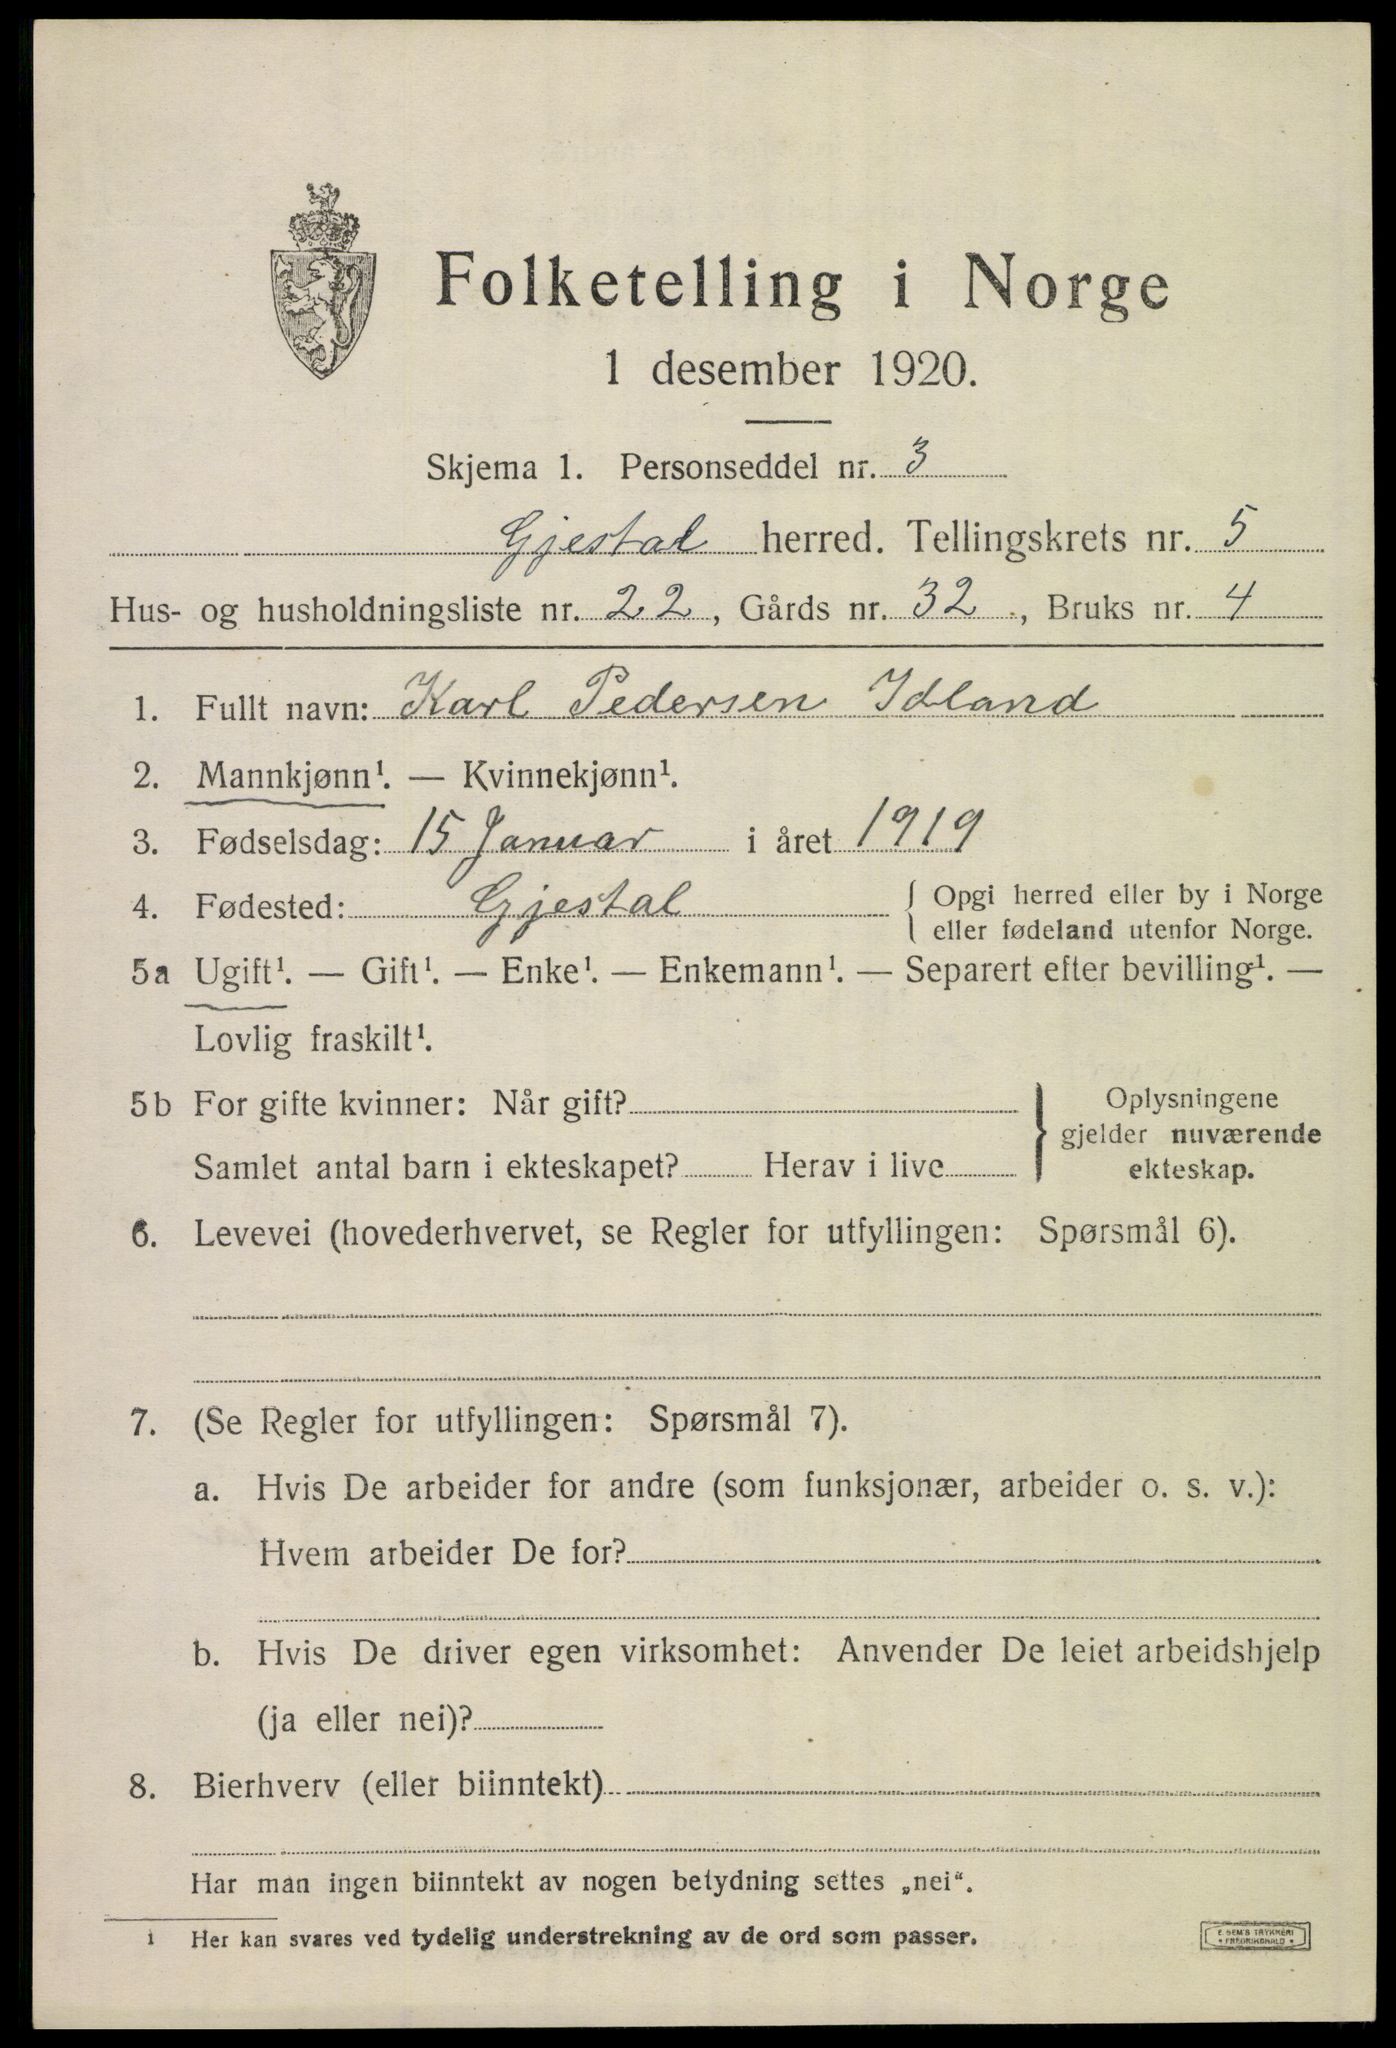 Folketelling i Norge
1 desember 1920.
Skjema 1. Personseddel nr. 3
Gjestal herred. Tellingskrets nr. 5
Hus- og husholdningsliste nr. 22, Gårds nr. 32, Bruks nr. 4
1. Fullt navn: Karl Pedersen Idland
2. Mannkjønn¹. — Kvinnekjønn¹.
3. Fødselsdag: 15 Januar i året 1919
4. Fødested: Gjestal { Opgi herred eller by i Norge
eller fødeland utenfor Norge.
5a Ugift¹. — Gift¹. — Enke¹. — Enkemann¹. — Separert efter bevilling¹. —
Lovlig fraskilt¹.
5b For gifte kvinner: Når gift?
Samlet antal barn i ekteskapet? Herav i live
} Oplysningene
gjelder nuværende
ekteskap.
6. Levevei (hovederhvervet, se Regler for utfyllingen: Spørsmål 6).
7. (Se Regler for utfyllingen: Spørsmål 7).
a. Hvis De arbeider for andre (som funksjonær, arbeider o. s. v.):
Hvem arbeider De for?
b. Hvis De driver egen virksomhet: Anvender De leiet arbeidshjelp
(ja eller nei)?
8. Bierhverv (eller biinntekt)
Har man ingen biinntekt av nogen betydning settes „nei“.
1 Her kan svares ved tydelig understrekning av de ord som passer.
E. SEM'S TRYKKERI
FREDRIKSHALD